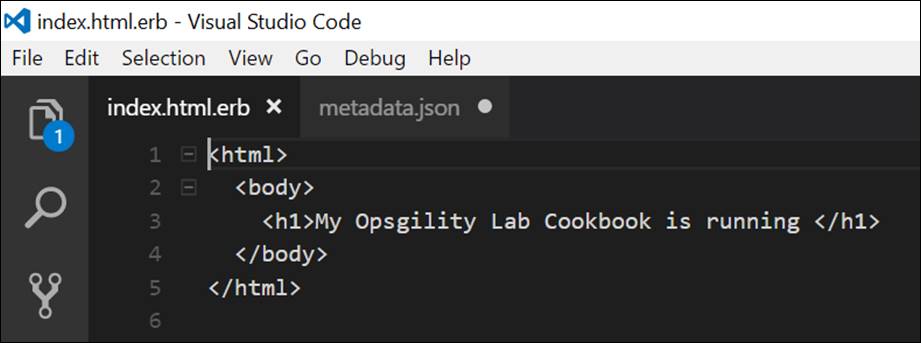 index.html.erb - Visual Studio Code
File Edit Selection View Go Debug Help
index.html.erb × metadata.json ●
1
1 <html>
2 <body>
3 <h1>My Opsgility Lab Cookbook is running </h1>
4 </body>
5 </html>
6